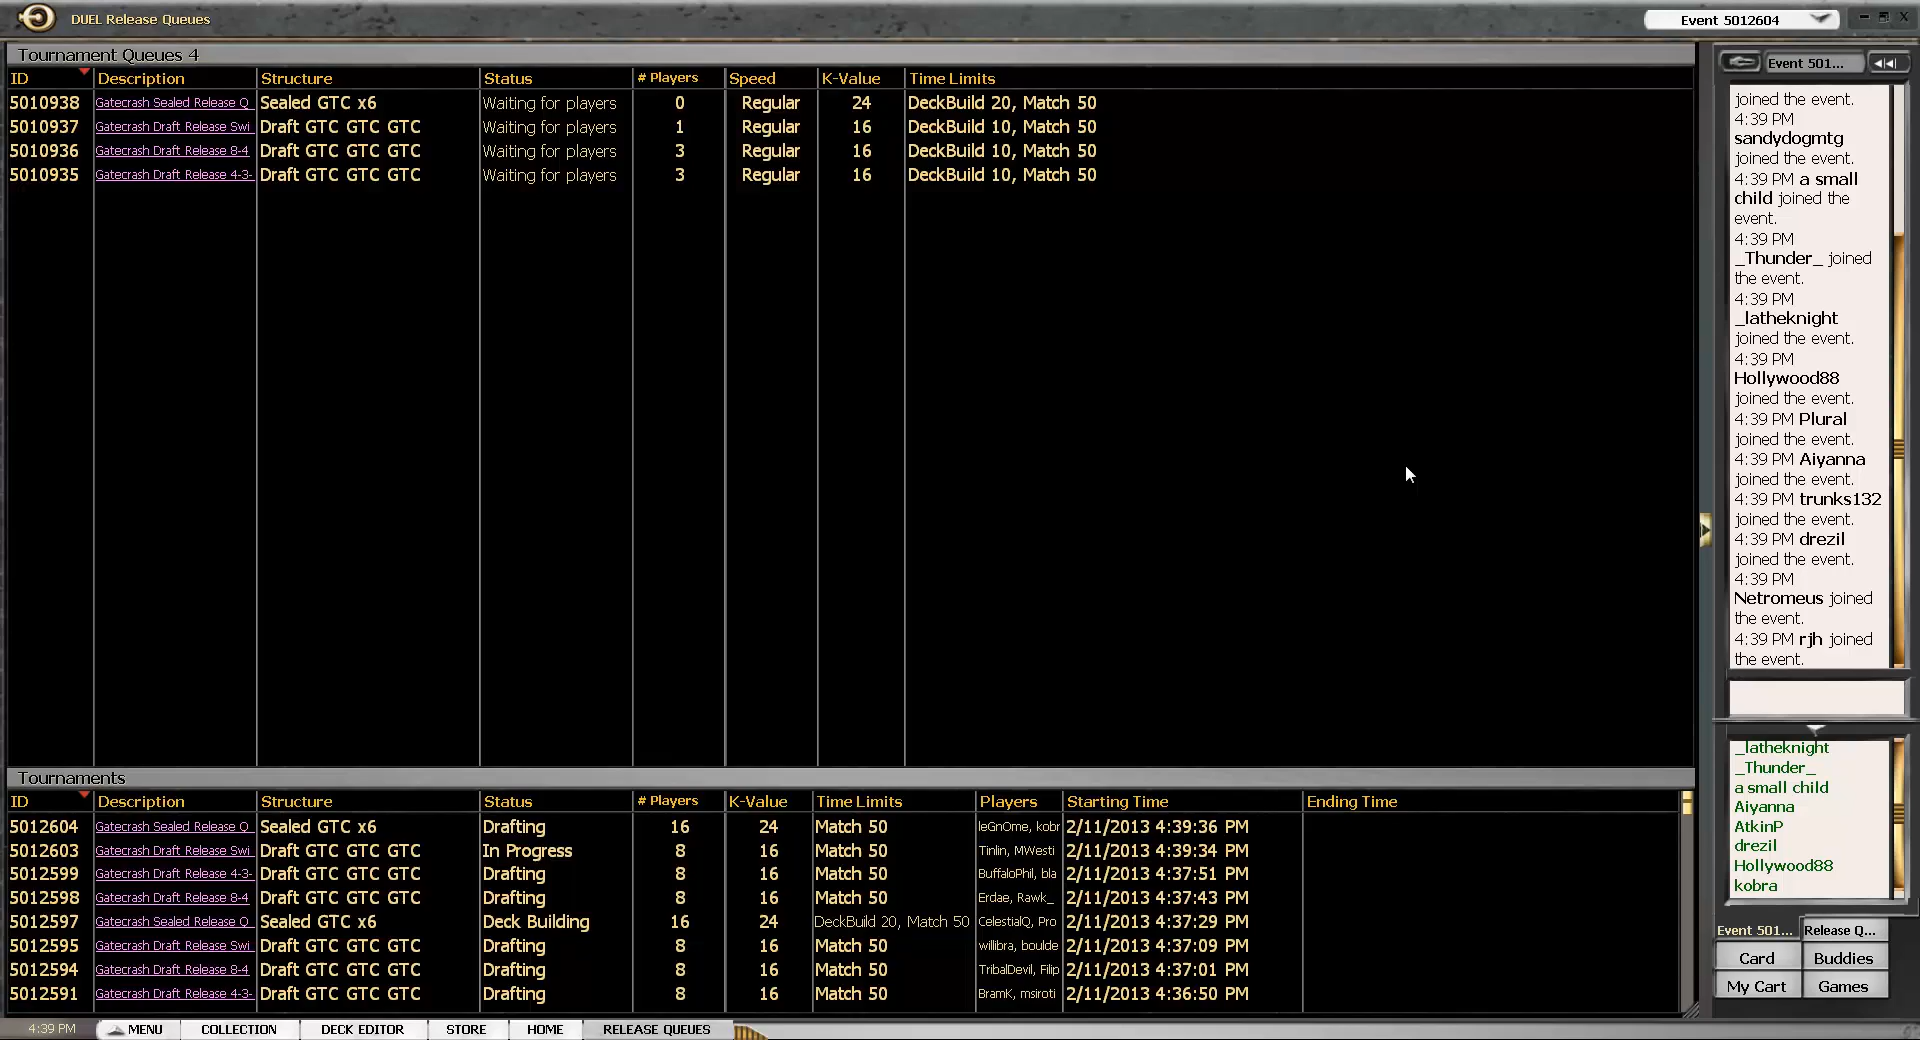 DUEL Release Queues
Event 5012604
Tournament Queues 4
ID Description Structure Status # Players Speed K-Value Time Limits
5010938 Gatecrash Sealed Release Q Sealed GTC x6 Waiting for players 0 Regular 24 DeckBuild 20, Match 50
5010937 Gatecrash Draft Release Swi Draft GTC GTC GTC Waiting for players 1 Regular 16 DeckBuild 10, Match 50
5010936 Gatecrash Draft Release 8-4 Draft GTC GTC GTC Waiting for players 3 Regular 16 DeckBuild 10, Match 50
5010935 Gatecrash Draft Release 4-3- Draft GTC GTC GTC Waiting for players 3 Regular 16 DeckBuild 10, Match 50
Tournaments
ID Description Structure Status # Players K-Value Time Limits Players Starting Time Ending Time
5012604 Gatecrash Sealed Release Q Sealed GTC x6 Drafting 16 24 Match 50 leGnOme, kobr 2/11/2013 4:39:36 PM
5012603 Gatecrash Draft Release Swi Draft GTC GTC GTC In Progress 8 16 Match 50 Tinlin, MWesti 2/11/2013 4:39:34 PM
5012599 Gatecrash Draft Release 4-3- Draft GTC GTC GTC Drafting 8 16 Match 50 BuffaloPhil, bla 2/11/2013 4:37:51 PM
5012598 Gatecrash Draft Release 8-4 Draft GTC GTC GTC Drafting 8 16 Match 50 Erdae, Rawk_ 2/11/2013 4:37:43 PM
5012597 Gatecrash Sealed Release Q Sealed GTC x6 Deck Building 16 24 DeckBuild 20, Match 50 CelestialQ, Pro 2/11/2013 4:37:29 PM
5012595 Gatecrash Draft Release Swi Draft GTC GTC GTC Drafting 8 16 Match 50 willibra, boulde 2/11/2013 4:37:09 PM
5012594 Gatecrash Draft Release 8-4 Draft GTC GTC GTC Drafting 8 16 Match 50 TribalDevil, Filip 2/11/2013 4:37:01 PM
5012591 Gatecrash Draft Release 4-3- Draft GTC GTC GTC Drafting 8 16 Match 50 BramK, msiroti 2/11/2013 4:36:50 PM
Event 501...
joined the event.
4:39 PM
sandydogmtg
joined the event.
4:39 PM a small
child joined the
event.
4:39 PM
_Thunder_ joined
the event.
4:39 PM
_latheknight
joined the event.
4:39 PM
Hollywood88
joined the event.
4:39 PM Plural
joined the event.
4:39 PM Aiyanna
joined the event.
4:39 PM trunks132
joined the event.
4:39 PM drezil
joined the event.
4:39 PM
Netromeus joined
the event.
4:39 PM rjh joined
the event.
_latheknight
_Thunder_
a small child
Aiyanna
AtkinP
drezil
Hollywood88
kobra
Event 501... Release Q...
Card Buddies
My Cart Games
4:39 PM MENU COLLECTION DECK EDITOR STORE HOME RELEASE QUEUES